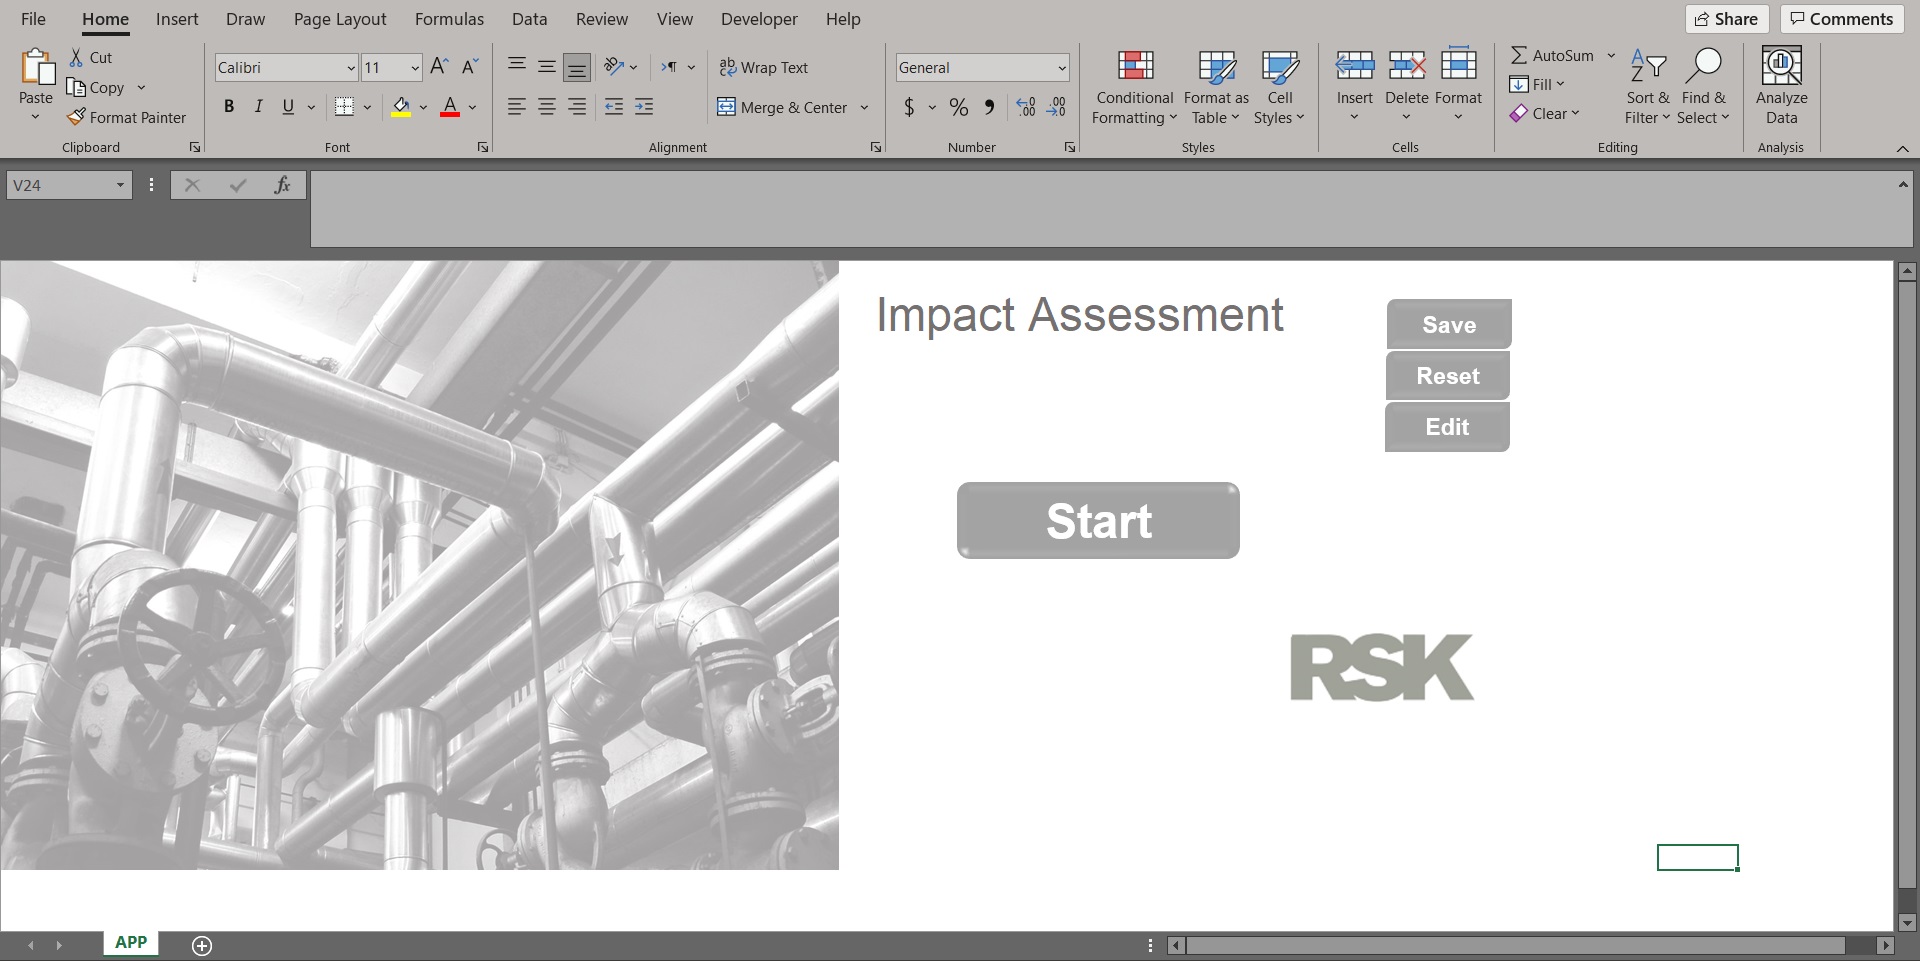 File Home Insert Draw Page Layout Formulas Data Review View Developer Help Share Comments
Paste
Cut
Copy
Format Painter
Clipboard
Calibri 11
B I U A
Font
ab Wrap Text
Merge & Center
Alignment
General
$ % 9
Number
Conditional Formatting
Format as Table
Cell Styles
Styles
Insert
Delete
Format
Cells
AutoSum
Fill
Clear
Sort & Filter
Find & Select
Editing
Analyze Data
Analysis
V24
fx
Impact Assessment
Save
Reset
Edit
Start
RSK
APP